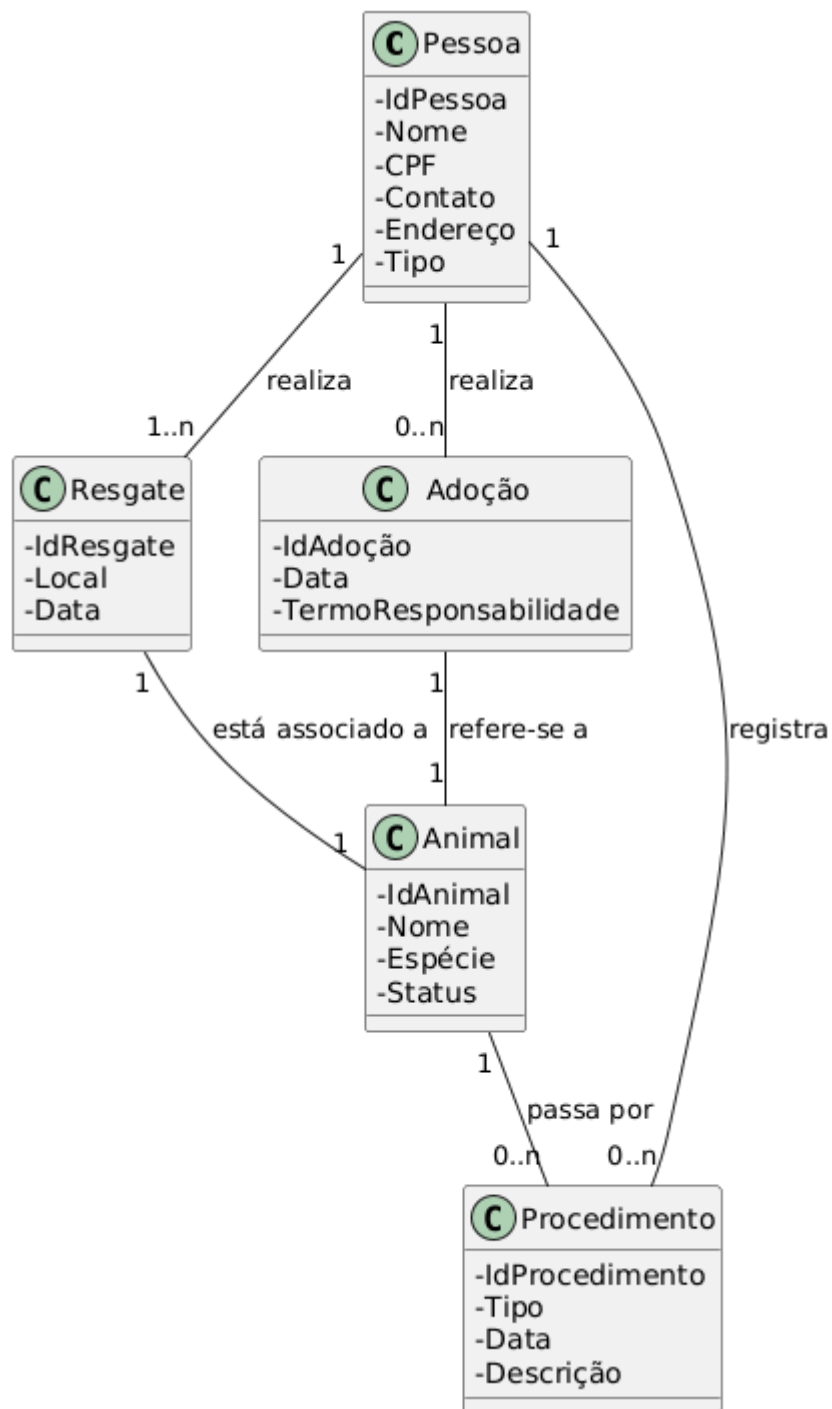 C Pessoa
-IdPessoa
-Nome
-CPF
-Contato
-Endereço
-Tipo
1
1
1
realiza
realiza
1..n
0..n
C Resgate
-IdResgate
-Local
-Data
C Adoção
-IdAdoção
-Data
-TermoResponsabilidade
1
1
está associado a
refere-se a
registra
1
1
C Animal
-IdAnimal
-Nome
-Espécie
-Status
1
passa por
0..n
0..n
C Procedimento
-IdProcedimento
-Tipo
-Data
-Descrição